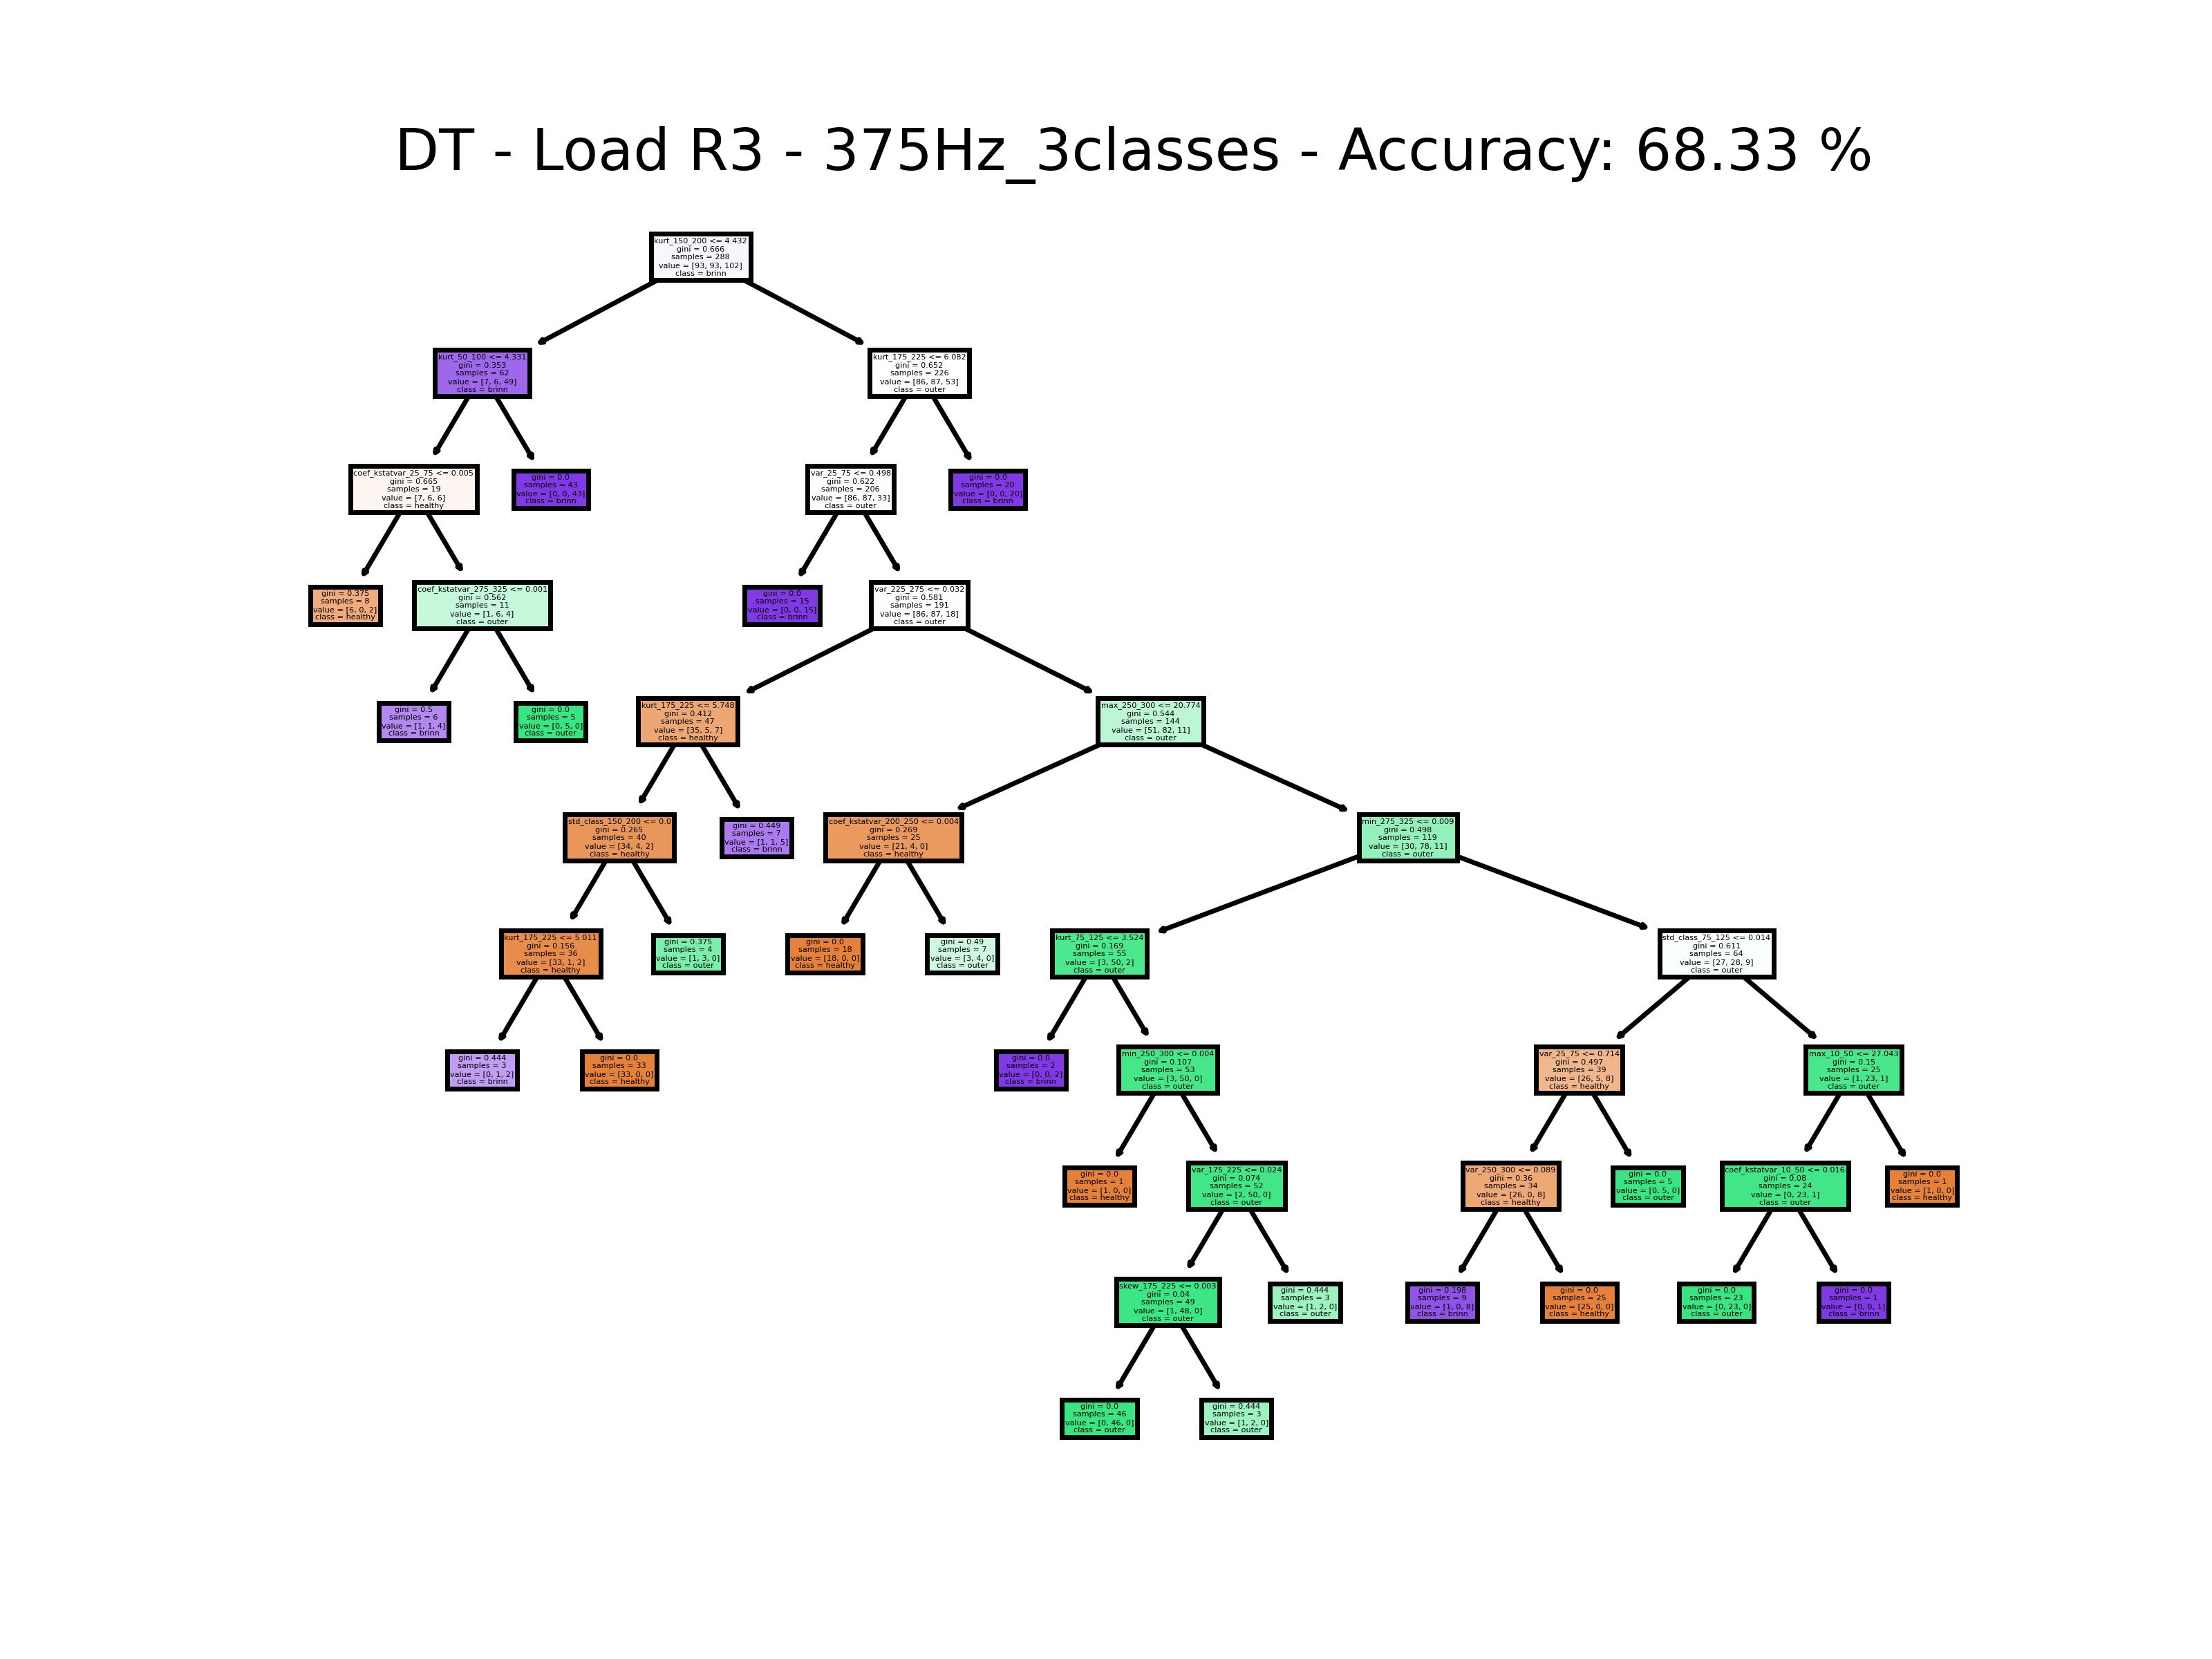 DT - Load R3 - 375Hz_3classes - Accuracy: 68.33 %
kurt_150_200 <= 4.432
gini = 0.666
samples = 288
value = [93, 93, 102]
class = brinn
kurt_50_100 <= 4.331
gini = 0.353
samples = 62
value = [7, 6, 49]
class = brinn
kurt_175_225 <= 6.082
gini = 0.652
samples = 226
value = [86, 87, 53]
class = outer
coef_kstatvar_25_75 <= 0.005
gini = 0.665
samples = 19
value = [7, 6, 6]
class = healthy
gini = 0.0
samples = 43
value = [0, 0, 43]
class = brinn
var_25_75 <= 0.498
gini = 0.622
samples = 206
value = [86, 87, 33]
class = outer
gini = 0.0
samples = 20
value = [0, 0, 20]
class = brinn
gini = 0.375
samples = 8
value = [6, 0, 2]
class = healthy
coef_kstatvar_275_325 <= 0.001
gini = 0.562
samples = 11
value = [1, 6, 4]
class = outer
gini = 0.0
samples = 15
value = [0, 0, 15]
class = brinn
var_225_275 <= 0.032
gini = 0.581
samples = 191
value = [86, 87, 18]
class = outer
gini = 0.5
samples = 6
value = [1, 1, 4]
class = brinn
gini = 0.0
samples = 5
value = [0, 5, 0]
class = outer
kurt_175_225 <= 5.748
gini = 0.412
samples = 47
value = [35, 5, 7]
class = healthy
max_250_300 <= 20.774
gini = 0.544
samples = 144
value = [51, 82, 11]
class = outer
std_class_150_200 <= 0.0
gini = 0.265
samples = 40
value = [34, 4, 2]
class = healthy
gini = 0.449
samples = 7
value = [1, 1, 5]
class = brinn
coef_kstatvar_200_250 <= 0.004
gini = 0.269
samples = 25
value = [21, 4, 0]
class = healthy
min_275_325 <= 0.009
gini = 0.498
samples = 119
value = [30, 78, 11]
class = outer
kurt_175_225 <= 5.011
gini = 0.156
samples = 36
value = [33, 1, 2]
class = healthy
gini = 0.375
samples = 4
value = [1, 3, 0]
class = outer
gini = 0.0
samples = 18
value = [18, 0, 0]
class = healthy
gini = 0.49
samples = 7
value = [3, 4, 0]
class = outer
kurt_75_125 <= 3.524
gini = 0.169
samples = 55
value = [3, 50, 2]
class = outer
std_class_75_125 <= 0.014
gini = 0.611
samples = 64
value = [27, 28, 9]
class = outer
gini = 0.444
samples = 3
value = [0, 1, 2]
class = brinn
gini = 0.0
samples = 33
value = [33, 0, 0]
class = healthy
gini = 0.0
samples = 2
value = [0, 0, 2]
class = brinn
min_250_300 <= 0.004
gini = 0.107
samples = 53
value = [3, 50, 0]
class = outer
var_25_75 <= 0.714
gini = 0.497
samples = 39
value = [26, 5, 8]
class = healthy
max_10_50 <= 27.043
gini = 0.15
samples = 25
value = [1, 23, 1]
class = outer
gini = 0.0
samples = 1
value = [1, 0, 0]
class = healthy
var_175_225 <= 0.024
gini = 0.074
samples = 52
value = [2, 50, 0]
class = outer
var_250_300 <= 0.089
gini = 0.36
samples = 34
value = [26, 0, 8]
class = healthy
gini = 0.0
samples = 5
value = [0, 5, 0]
class = outer
coef_kstatvar_10_50 <= 0.016
gini = 0.08
samples = 24
value = [0, 23, 1]
class = outer
gini = 0.0
samples = 1
value = [1, 0, 0]
class = healthy
skew_175_225 <= 0.003
gini = 0.04
samples = 49
value = [1, 48, 0]
class = outer
gini = 0.444
samples = 3
value = [1, 2, 0]
class = outer
gini = 0.198
samples = 9
value = [1, 0, 8]
class = brinn
gini = 0.0
samples = 25
value = [25, 0, 0]
class = healthy
gini = 0.0
samples = 23
value = [0, 23, 0]
class = outer
gini = 0.0
samples = 1
value = [0, 0, 1]
class = brinn
gini = 0.0
samples = 46
value = [0, 46, 0]
class = outer
gini = 0.444
samples = 3
value = [1, 2, 0]
class = outer